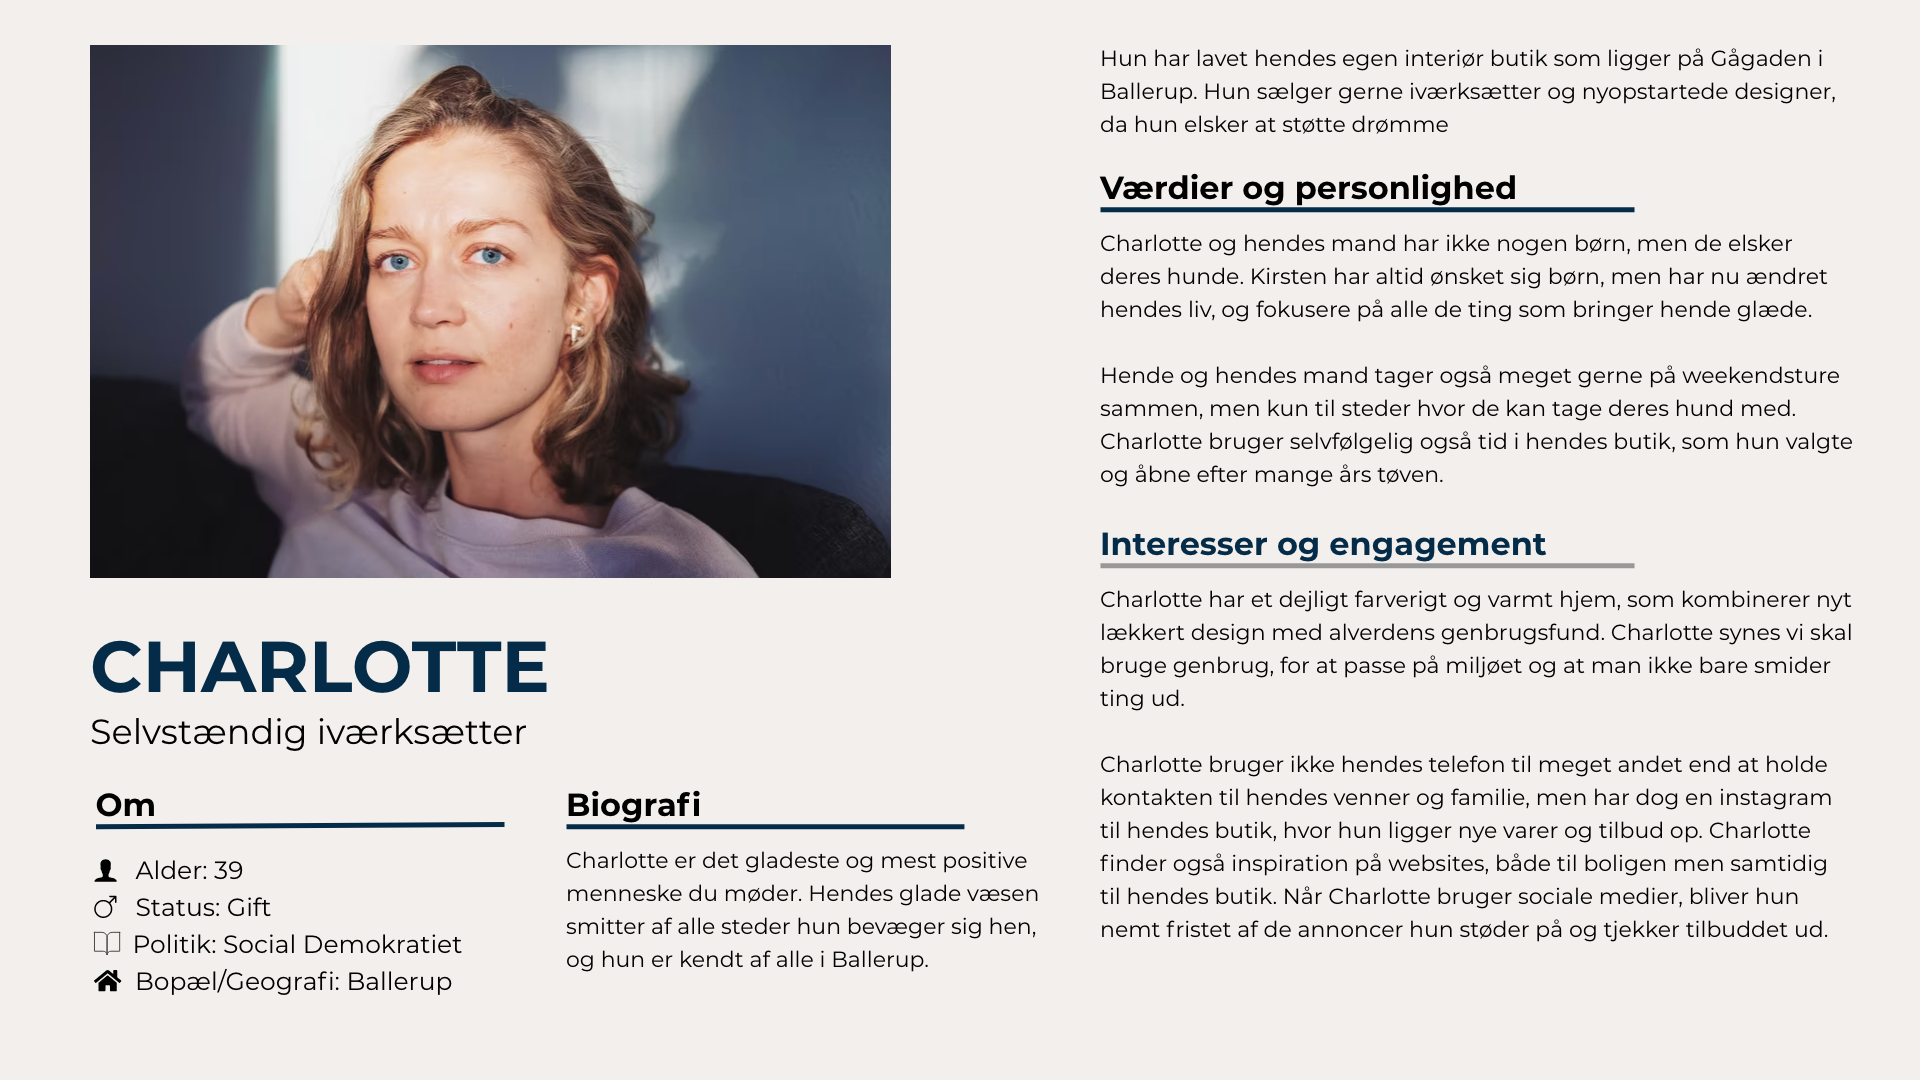 CHARLOTTE
Selvstændig iværksætter
Om
Alder: 39
Status: Gift
Politik: Social Demokratiet
Bopæl/Geografi: Ballerup
Biografi
Charlotte er det gladeste og mest positive
menneske du møder. Hendes glade væsen
smitter af alle steder hun bevæger sig hen,
og hun er kendt af alle i Ballerup.
Hun har lavet hendes egen interiør butik som ligger på Gågaden i
Ballerup. Hun sælger gerne iværksætter og nyopstartede designer,
da hun elsker at støtte drømme
Værdier og personlighed
Charlotte og hendes mand har ikke nogen børn, men de elsker
deres hunde. Kirsten har altid ønsket sig børn, men har nu ændret
hendes liv, og fokusere på alle de ting som bringer hende glæde.
Hende og hendes mand tager også meget gerne på weekendsture
sammen, men kun til steder hvor de kan tage deres hund med.
Charlotte bruger selvfølgelig også tid i hendes butik, som hun valgte
og åbne efter mange års tøven.
Interesser og engagement
Charlotte har et dejligt farverigt og varmt hjem, som kombinerer nyt
lækkert design med alverdens genbrugsfund. Charlotte synes vi skal
bruge genbrug, for at passe på miljøet og at man ikke bare smider
ting ud.
Charlotte bruger ikke hendes telefon til meget andet end at holde
kontakten til hendes venner og familie, men har dog en instagram
til hendes butik, hvor hun ligger nye varer og tilbud op. Charlotte
finder også inspiration på websites, både til boligen men samtidig
til hendes butik. Når Charlotte bruger sociale medier, bliver hun
nemt fristet af de annoncer hun støder på og tjekker tilbuddet ud.